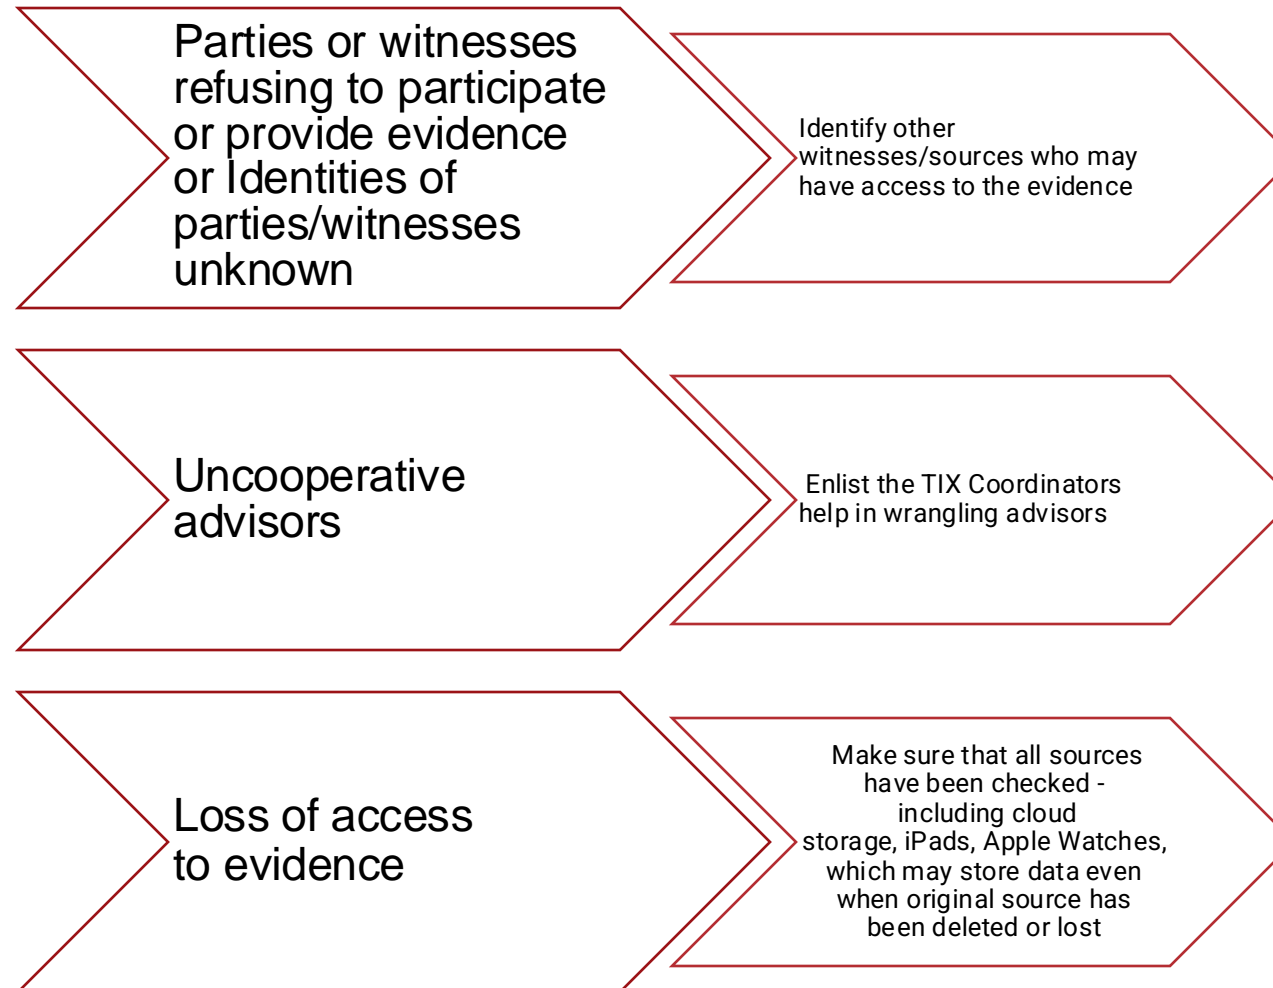 Parties or witnesses
refusing to participate
or provide evidence
or Identities of
parties/witnesses
unknown
Identify other
witnesses/sources who may
have access to the evidence
Uncooperative
advisors
Enlist the TIX Coordinators
help in wrangling advisors
Loss of access
to evidence
Make sure that all sources
have been checked -
including cloud
storage, iPads, Apple Watches,
which may store data even
when original source has
been deleted or lost